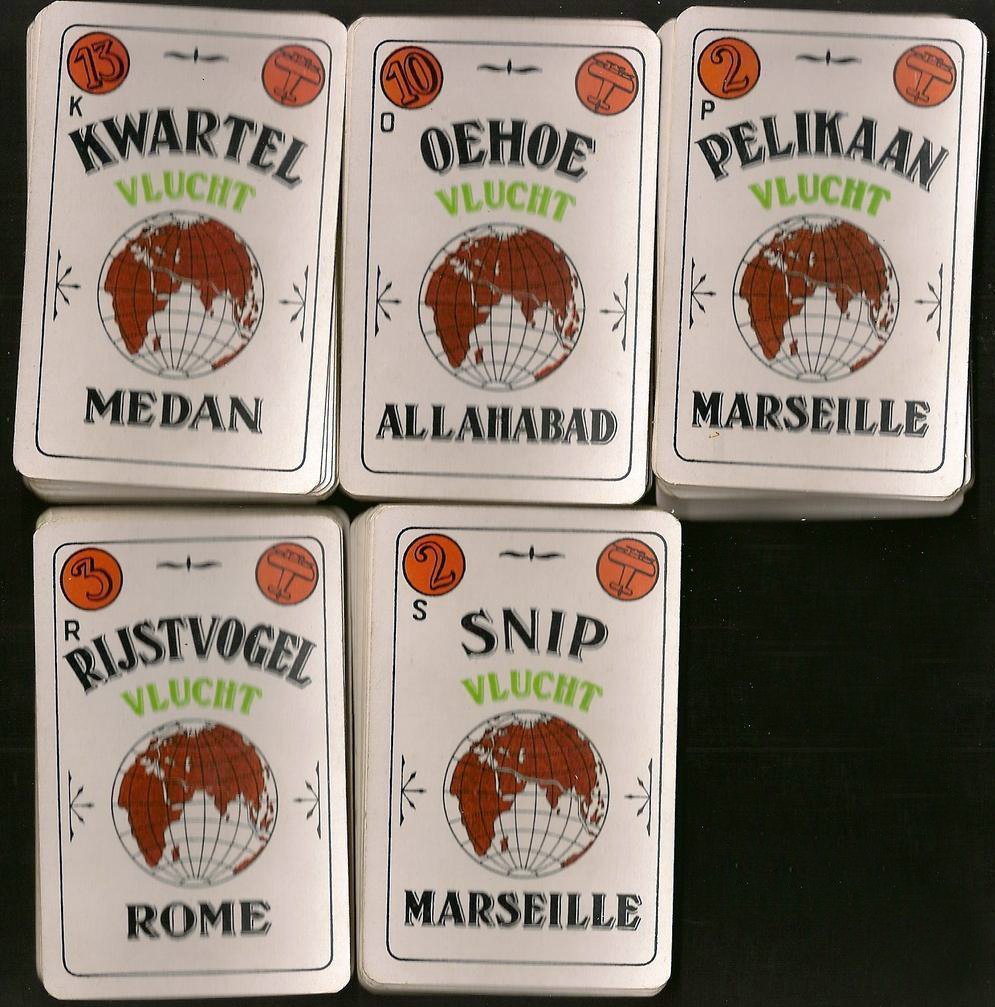 13
K
KWARTEL
VLUCHT
MEDAN
10
O
OEHOE
VLUCHT
ALLAHABAD
2
P
PELIKAAN
VLUCHT
MARSEILLE
3
R
RIJSTVOGEL
VLUCHT
ROME
2
S
SNIP
VLUCHT
MARSEILLE